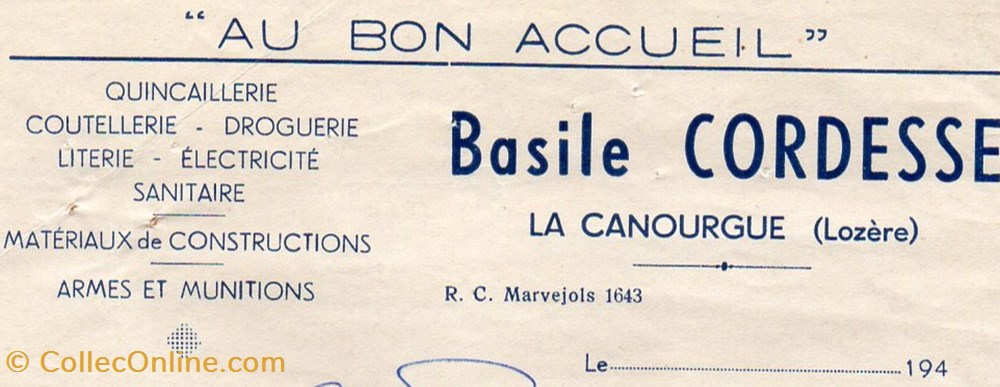 “AU BON ACCUEIL”
QUINCAILLERIE
COUTELLERIE - DROGUERIE
LITERIE - ÉLECTRICITÉ
SANITAIRE
MATÉRIAUX de CONSTRUCTIONS
ARMES ET MUNITIONS
Basile CORDESSE
LA CANOURGUE (Lozère)
R. C. Marvejols 1643
Le 194
© CollecOnline.com